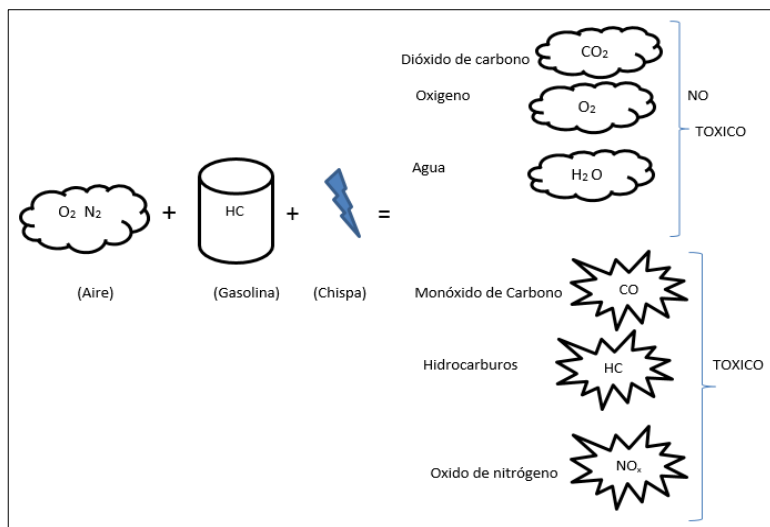 Dióxido de carbono CO₂
Oxigeno O₂ NO
TOXICO
Agua H₂ O
O₂ N₂ + HC + =
(Aire) (Gasolina) (Chispa)
Monóxido de Carbono CO
Hidrocarburos HC TOXICO
Oxido de nitrógeno NOₓ